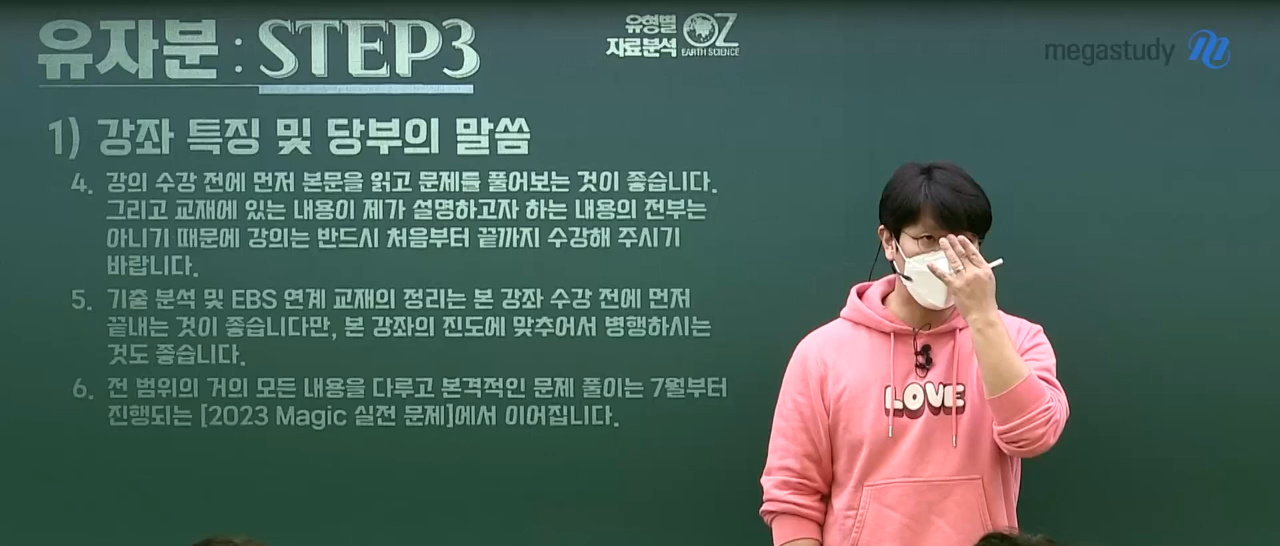 유자분 : STEP3
유형별
자료분석
OZ
EARTH SCIENCE
megastudy
1) 강좌 특징 및 당부의 말씀
4. 강의 수강 전에 먼저 본문을 읽고 문제를 풀어보는 것이 좋습니다.
그리고 교재에 있는 내용이 제가 설명하고자 하는 내용의 전부는
아니기 때문에 강의는 반드시 처음부터 끝까지 수강해 주시기
바랍니다.
5. 기출 분석 및 EBS 연계 교재의 정리는 본 강좌 수강 전에 먼저
끝내는 것이 좋습니다만, 본 강좌의 진도에 맞추어서 병행하시는
것도 좋습니다.
6. 전 범위의 거의 모든 내용을 다루고 본격적인 문제 풀이는 7월부터
진행되는 [2023 Magic 실전 문제]에서 이어집니다.
LOVE